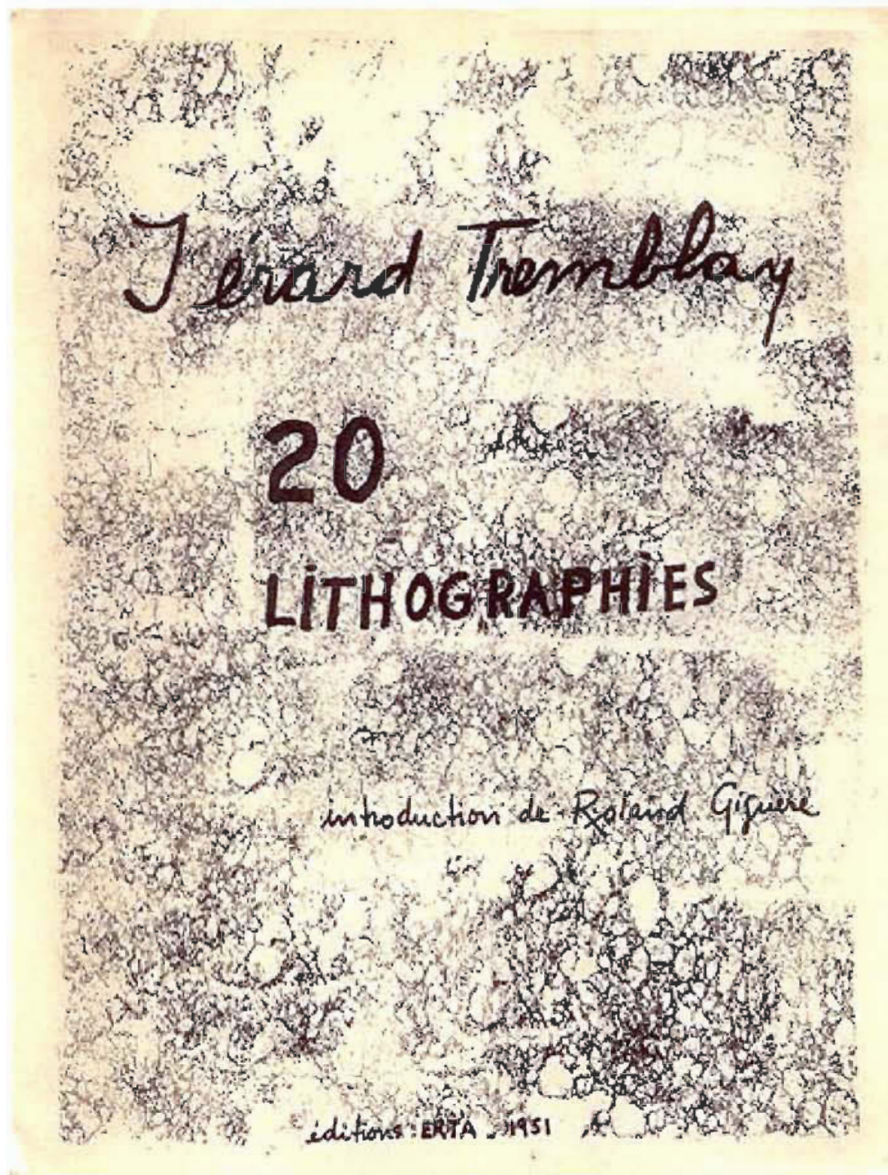 Gérard Tremblay
20
LiTHOGRAPHiES
introduction de Roland Giguère
éditions ERTA 1951